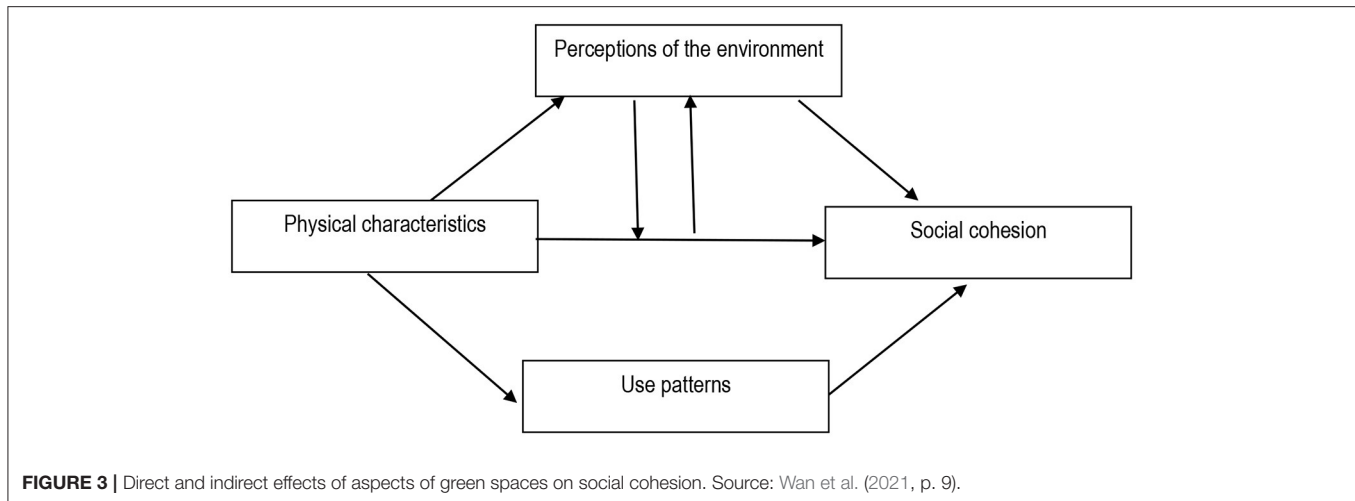 Perceptions of the environment
Physical characteristics
Social cohesion
Use patterns
FIGURE 3 | Direct and indirect effects of aspects of green spaces on social cohesion. Source: Wan et al. (2021, p. 9).